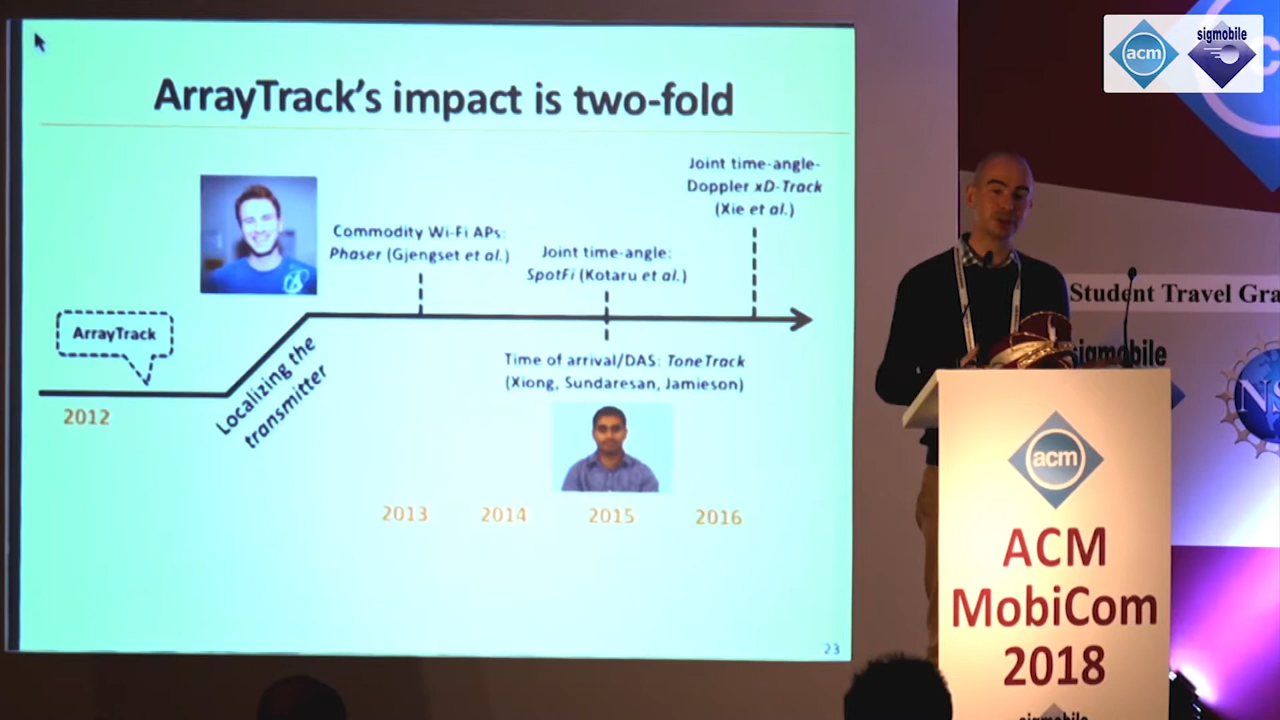 ArrayTrack's impact is two-fold
Joint time-angle-
Doppler xD-Track
(Xie et al.)
Commodity Wi-Fi APs:
Phaser (Gjengset et al.)
Joint time-angle:
SpotFi (Kotaru et al.)
ArrayTrack
2012
Localizing the
transmitter
Time of arrival/DAS: ToneTrack
(Xiong, Sundaresan, Jamieson)
2013
2014
2015
2016
23
acm
sigmobile
Student Travel Gra
sigmobile
NS
acm
ACM
MobiCom
2018
sigmobile